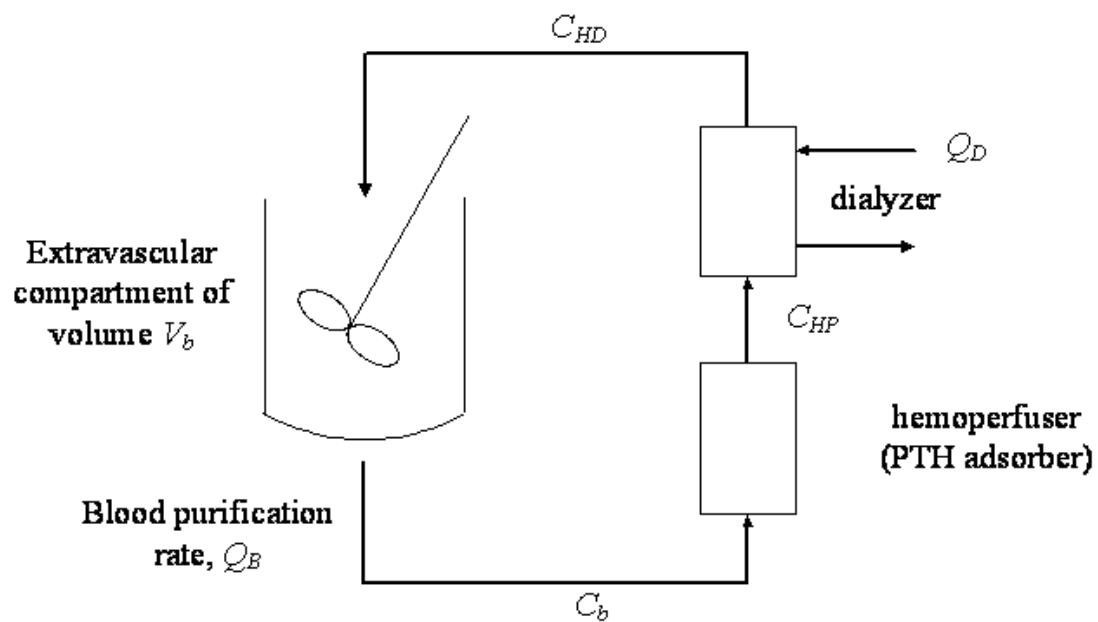 C_HD
Q_D
dialyzer
Extravascular
compartment of
volume V_b
C_HP
hemoperfuser
(PTH adsorber)
Blood purification
rate, Q_B
C_b